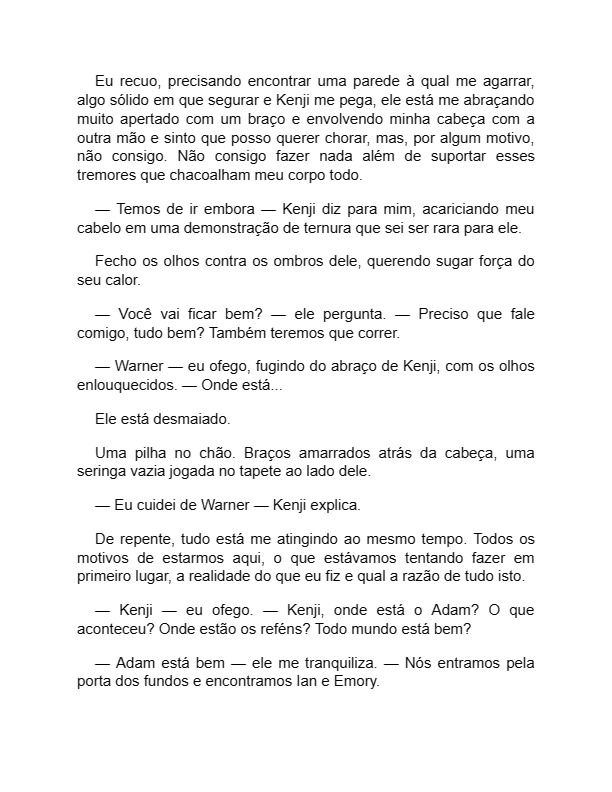 Eu recuo, precisando encontrar uma parede à qual me agarrar,
algo sólido em que segurar e Kenji me pega, ele está me abraçando
muito apertado com um braço e envolvendo minha cabeça com a
outra mão e sinto que posso querer chorar, mas, por algum motivo,
não consigo. Não consigo fazer nada além de suportar esses
tremores que chacoalham meu corpo todo.
— Temos de ir embora — Kenji diz para mim, acariciando meu
cabelo em uma demonstração de ternura que sei ser rara para ele.
Fecho os olhos contra os ombros dele, querendo sugar força do
seu calor.
— Você vai ficar bem? — ele pergunta. — Preciso que fale
comigo, tudo bem? Também teremos que correr.
— Warner — eu ofego, fugindo do abraço de Kenji, com os olhos
enlouquecidos. — Onde está...
Ele está desmaiado.
Uma pilha no chão. Braços amarrados atrás da cabeça, uma
seringa vazia jogada no tapete ao lado dele.
— Eu cuidei de Warner — Kenji explica.
De repente, tudo está me atingindo ao mesmo tempo. Todos os
motivos de estarmos aqui, o que estávamos tentando fazer em
primeiro lugar, a realidade do que eu fiz e qual a razão de tudo isto.
— Kenji — eu ofego. — Kenji, onde está o Adam? O que
aconteceu? Onde estão os reféns? Todo mundo está bem?
— Adam está bem — ele me tranquiliza. — Nós entramos pela
porta dos fundos e encontramos Ian e Emory.